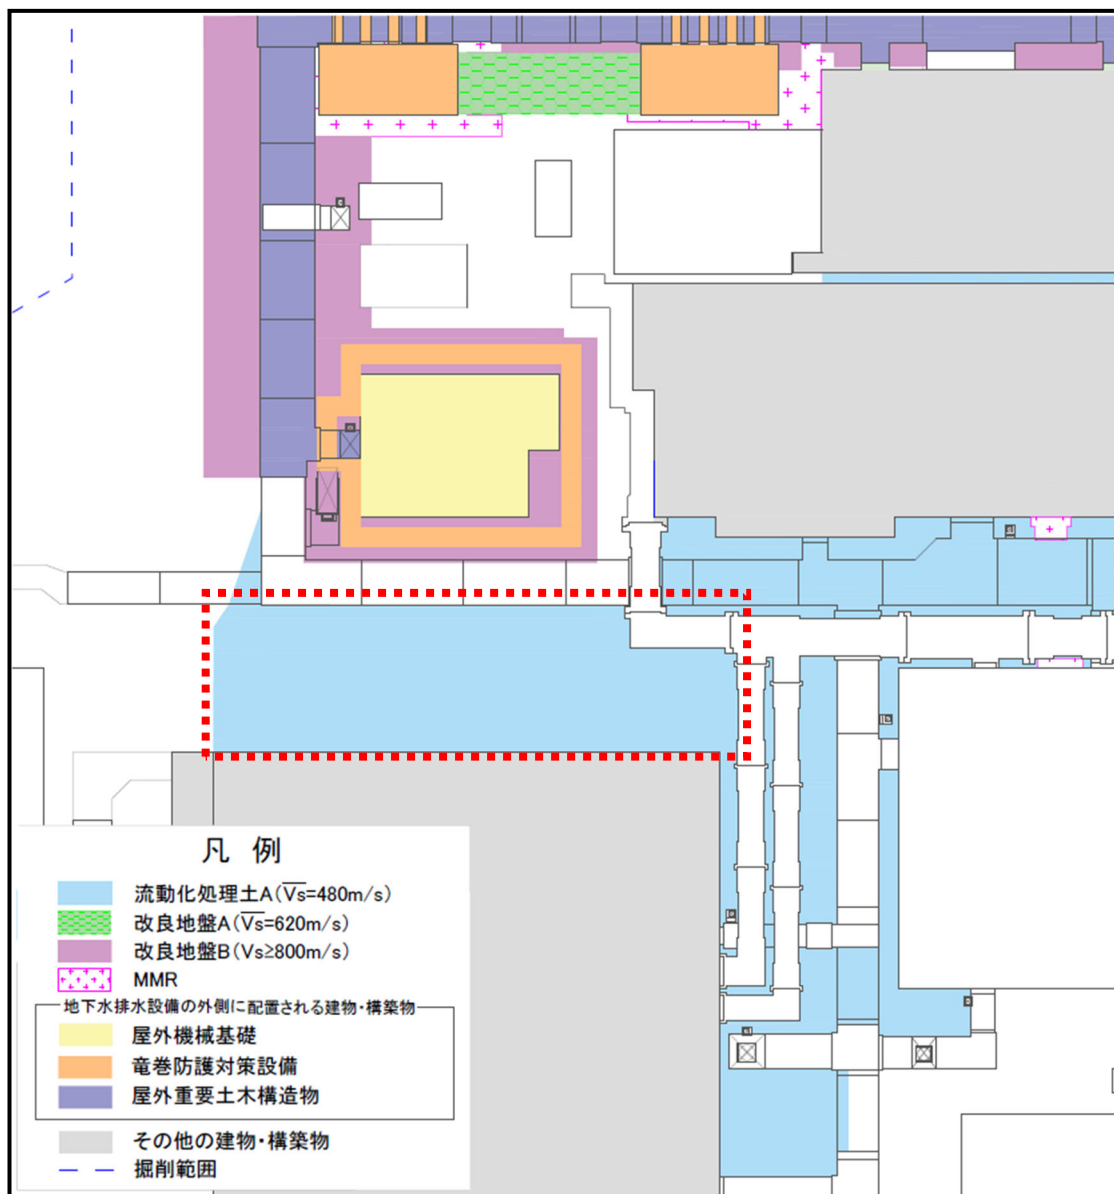 凡 例
流動化処理土A(V̅s̅=480m/s)
改良地盤A(V̅s̅=620m/s)
改良地盤B(Vs≥800m/s)
MMR
地下水排水設備の外側に配置される建物・構築物
屋外機械基礎
竜巻防護対策設備
屋外重要土木構造物
その他の建物・構築物
掘削範囲